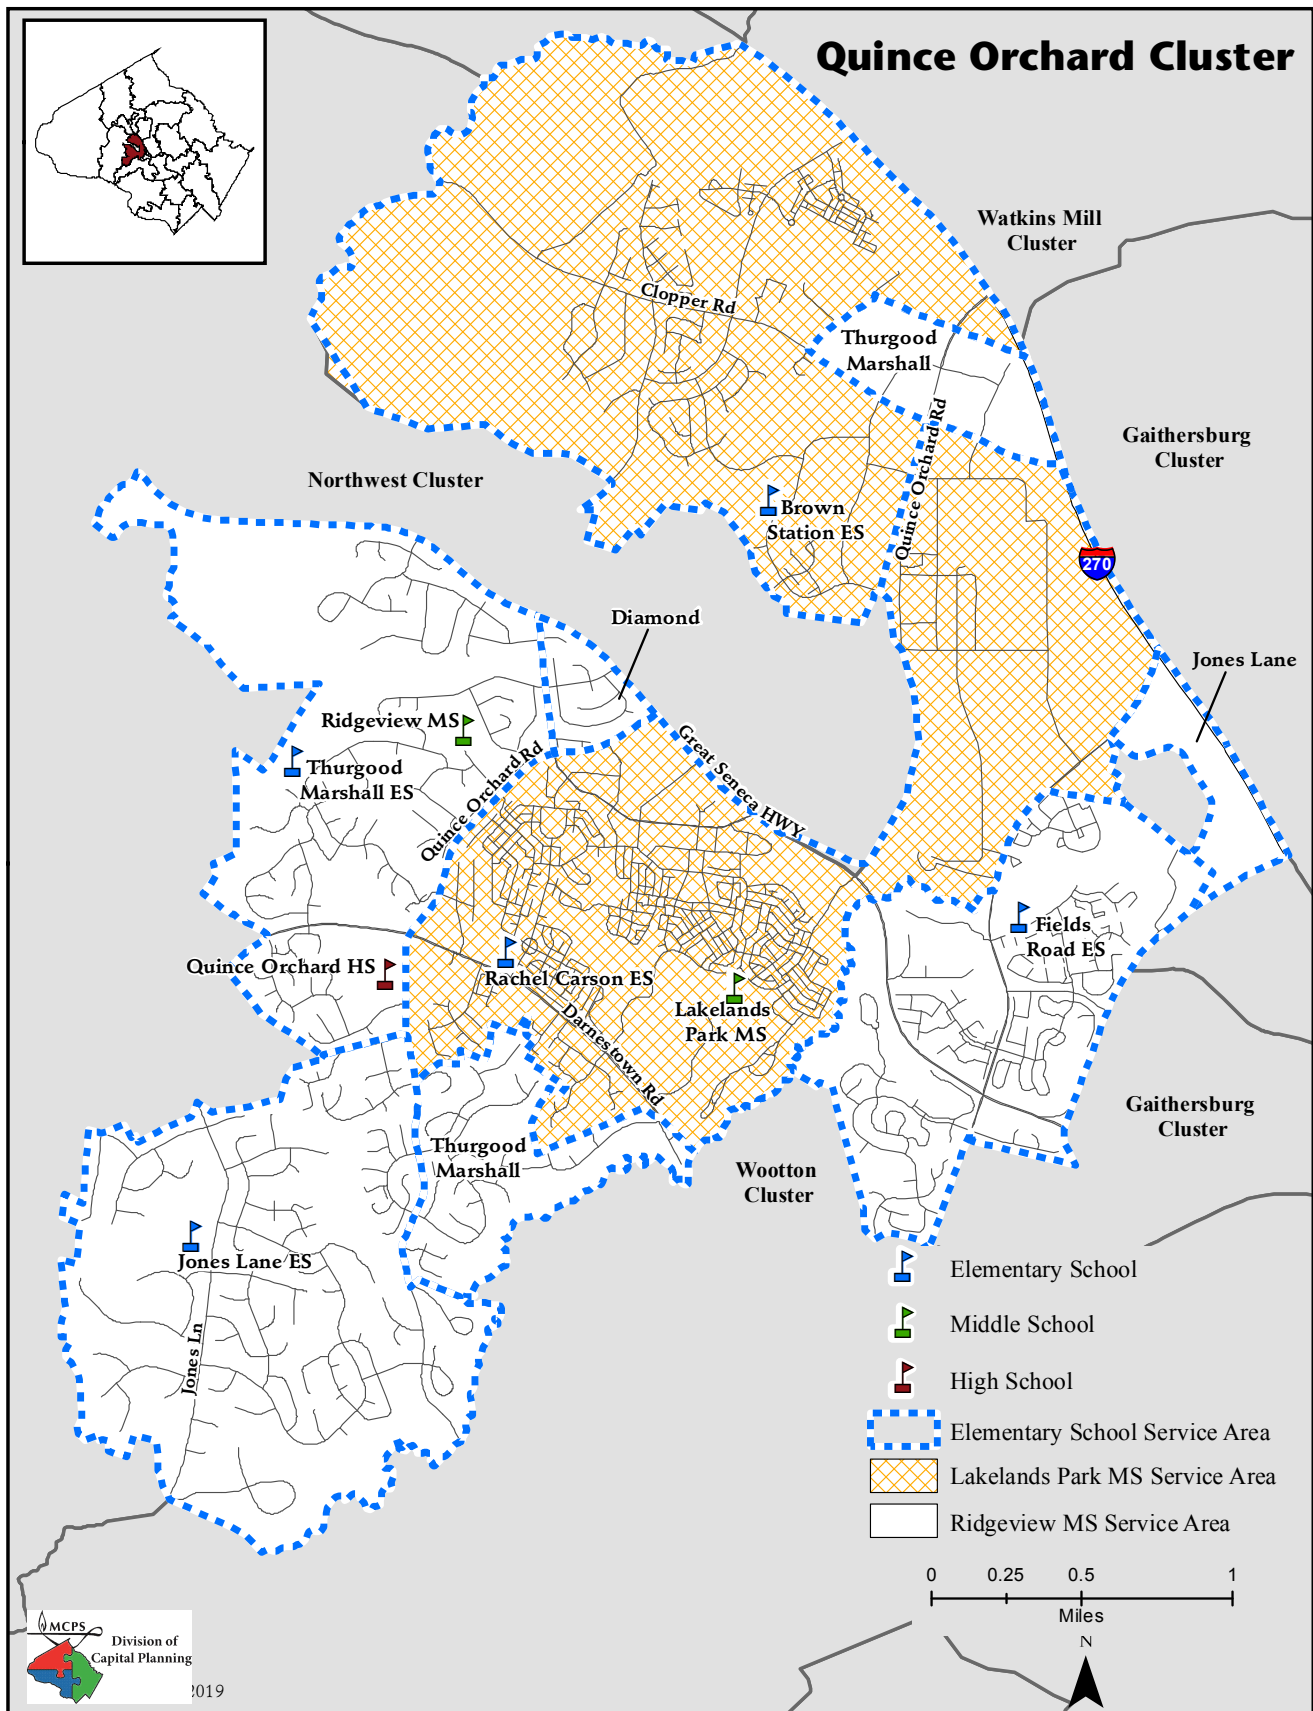 Quince Orchard Cluster
Watkins Mill
Cluster
Clopper Rd
Thurgood
Marshall
Gaithersburg
Cluster
Quince Orchard Rd
Northwest Cluster
Brown
Station ES
270
Diamond
Jones Lane
Ridgeview MS
Great Seneca HWY
Thurgood
Marshall ES
Quince Orchard Rd
Fields
Road ES
Quince Orchard HS
Rachel Carson ES
Lakelands
Park MS
Darnestown Rd
Gaithersburg
Cluster
Thurgood
Marshall
Wootton
Cluster
Jones Lane ES
Jones Ln
Elementary School
Middle School
High School
Elementary School Service Area
Lakelands Park MS Service Area
Ridgeview MS Service Area
0 0.25 0.5 1
Miles
N
MCPS
Division of
Capital Planning
2019